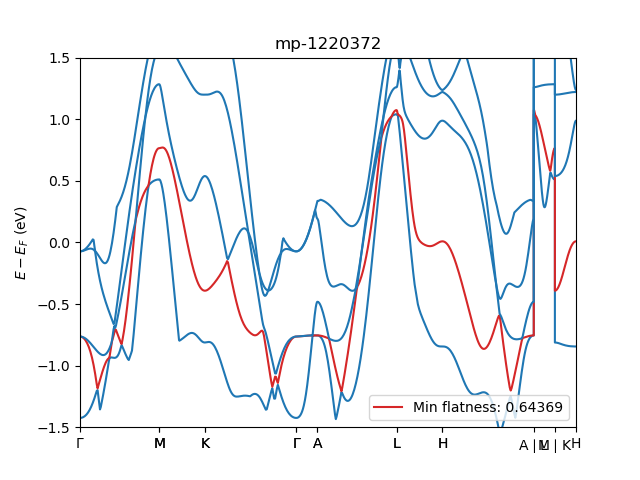 mp-1220372
1.5
1.0
0.5
0.0
−0.5
−1.0
−1.5
E − E_F (eV)
Min flatness: 0.64369
Γ M K Γ A L H A | L K | H